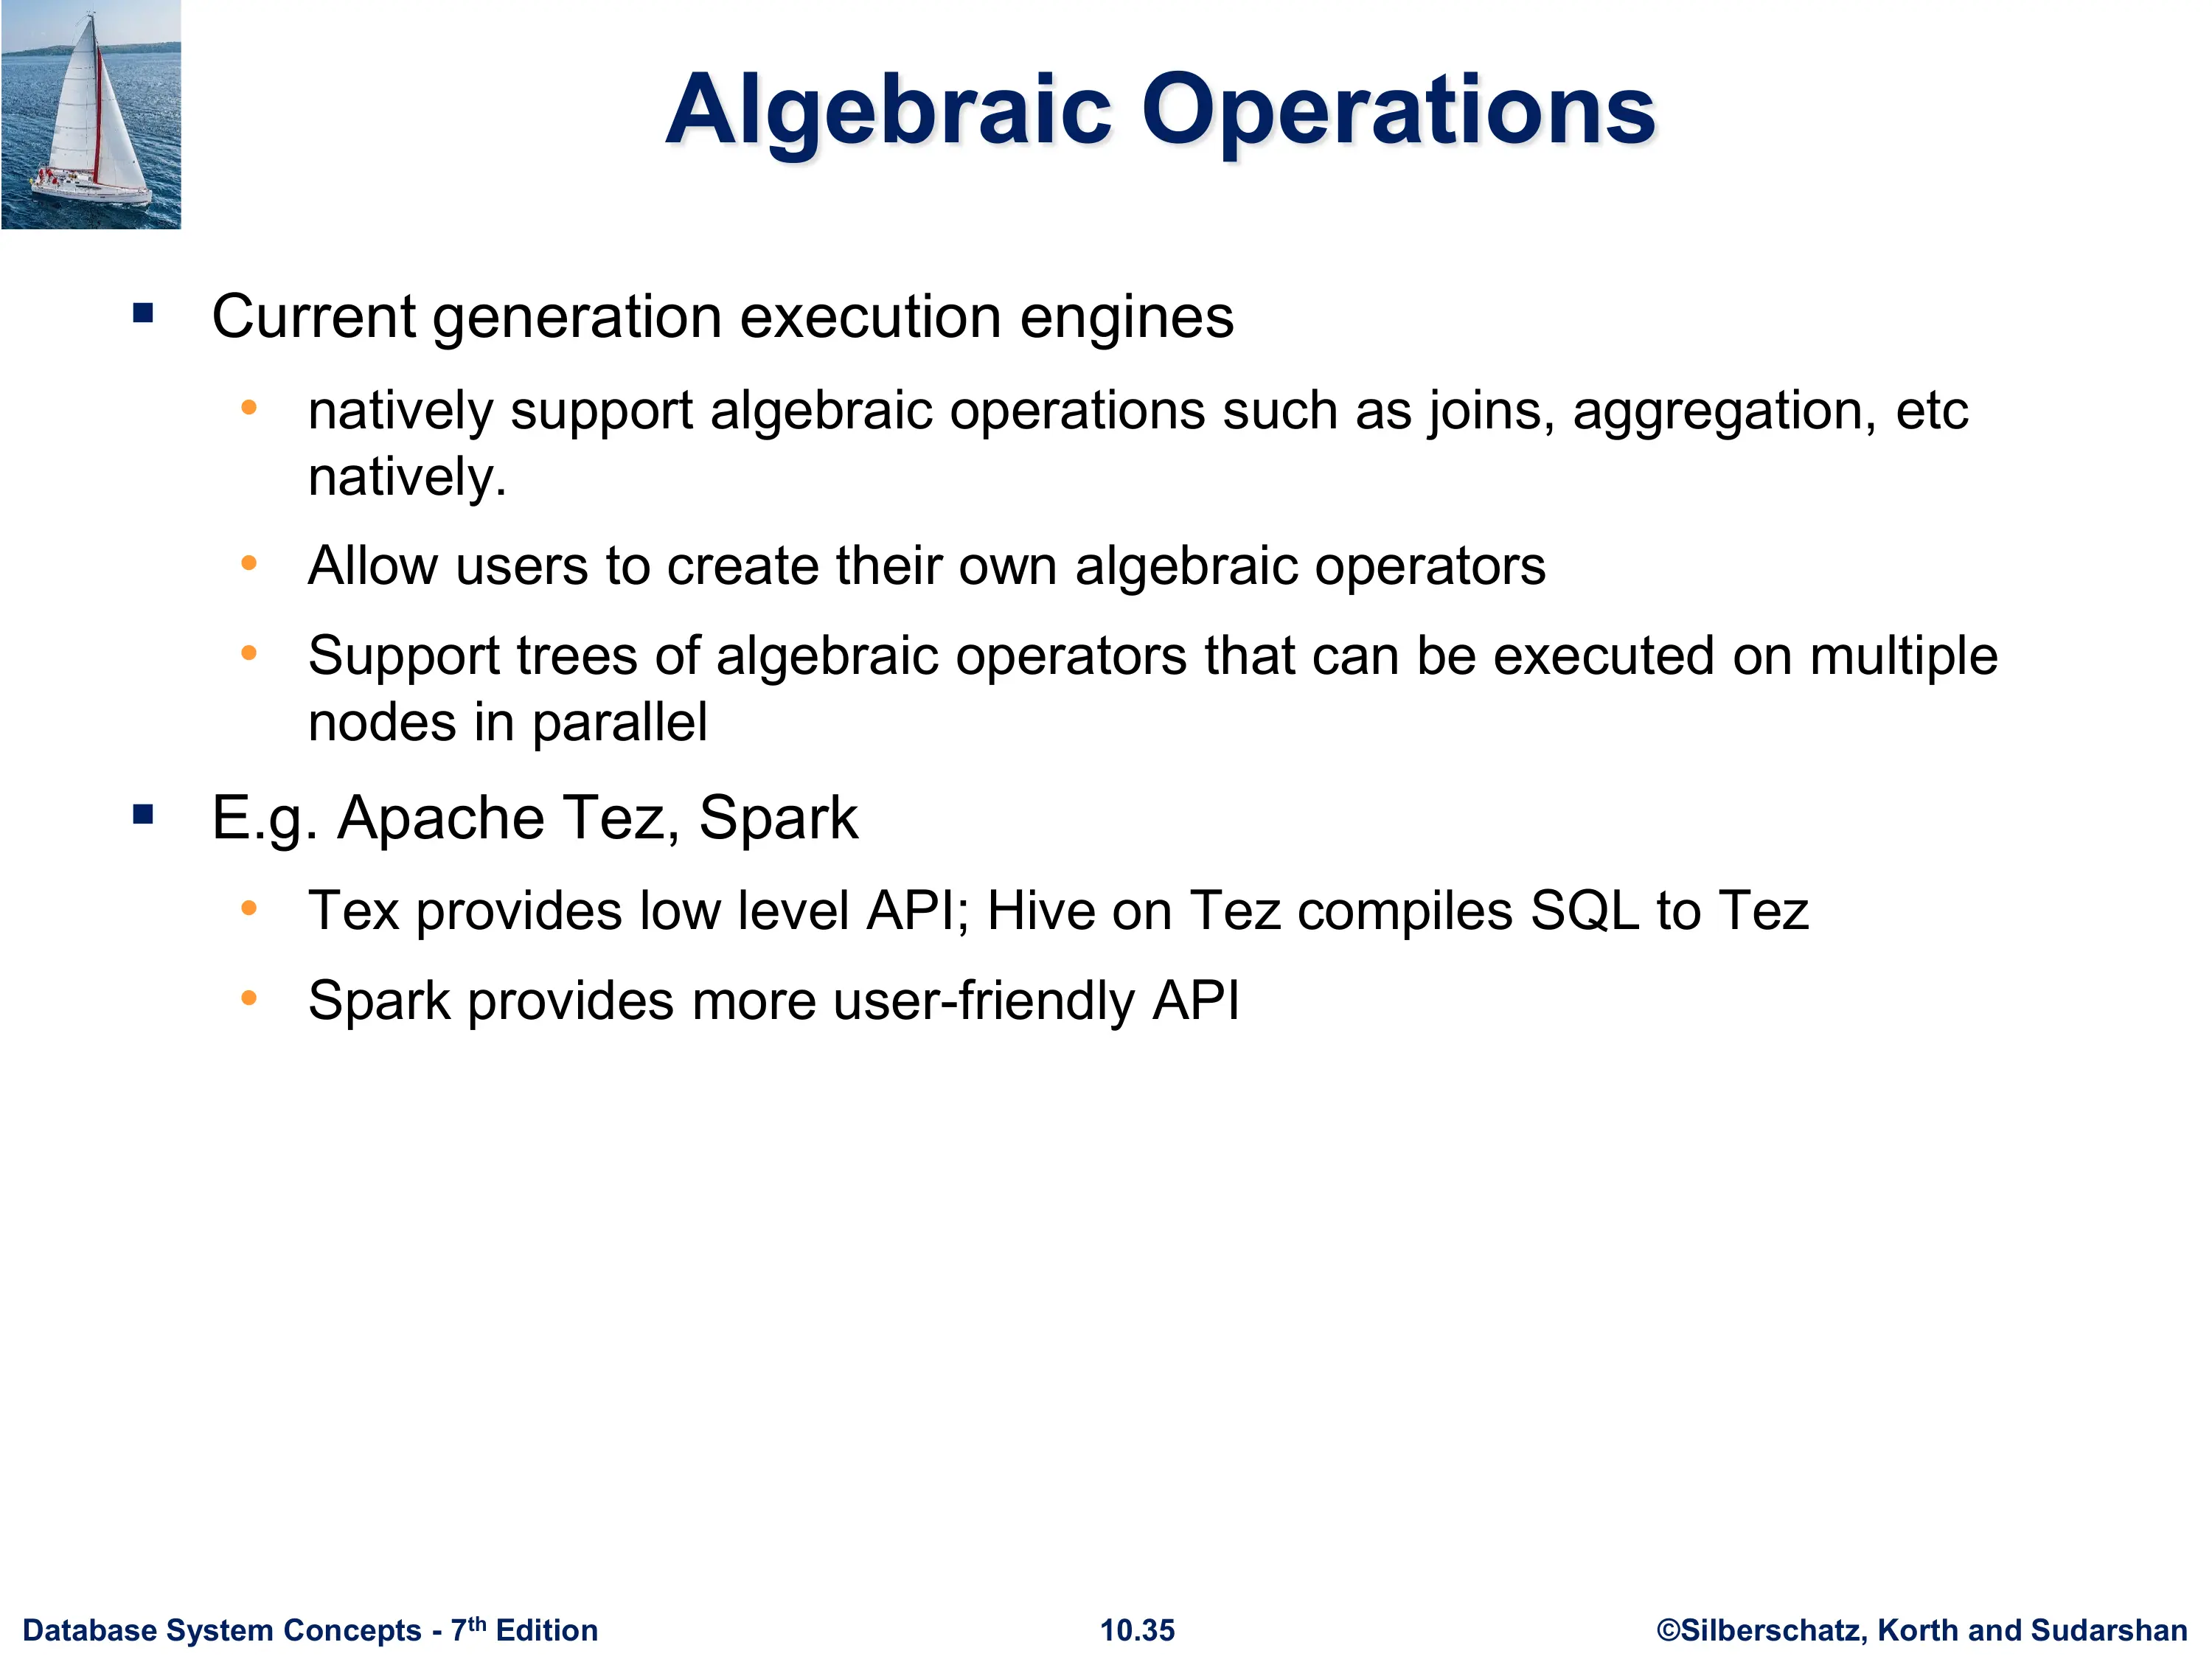 Algebraic Operations
▪ Current generation execution engines
• natively support algebraic operations such as joins, aggregation, etc
natively.
• Allow users to create their own algebraic operators
• Support trees of algebraic operators that can be executed on multiple
nodes in parallel
▪ E.g. Apache Tez, Spark
• Tex provides low level API; Hive on Tez compiles SQL to Tez
• Spark provides more user-friendly API
Database System Concepts - 7th Edition
10.35
©Silberschatz, Korth and Sudarshan